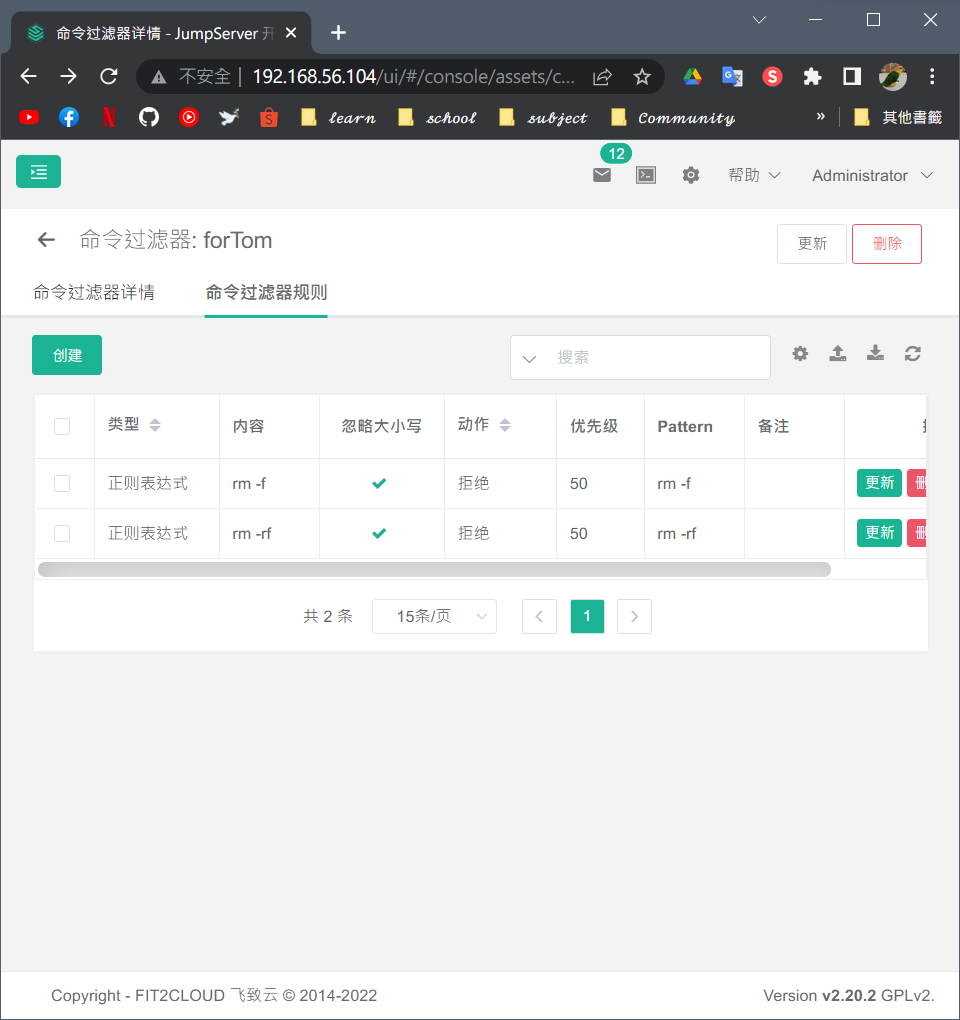 命令过滤器详情 - JumpServer 开
不安全 192.168.56.104/ui/#/console/assets/c...
learn school subject Community » 其他書籤
12
帮助 Administrator
命令过滤器: forTom 更新 删除
命令过滤器详情 命令过滤器规则
创建 搜索
类型 内容 忽略大小写 动作 优先级 Pattern 备注
正则表达式 rm -f 拒绝 50 rm -f 更新
正则表达式 rm -rf 拒绝 50 rm -rf 更新
共 2 条 15条/页 1
Copyright - FIT2CLOUD 飞致云 © 2014-2022 Version v2.20.2 GPLv2.